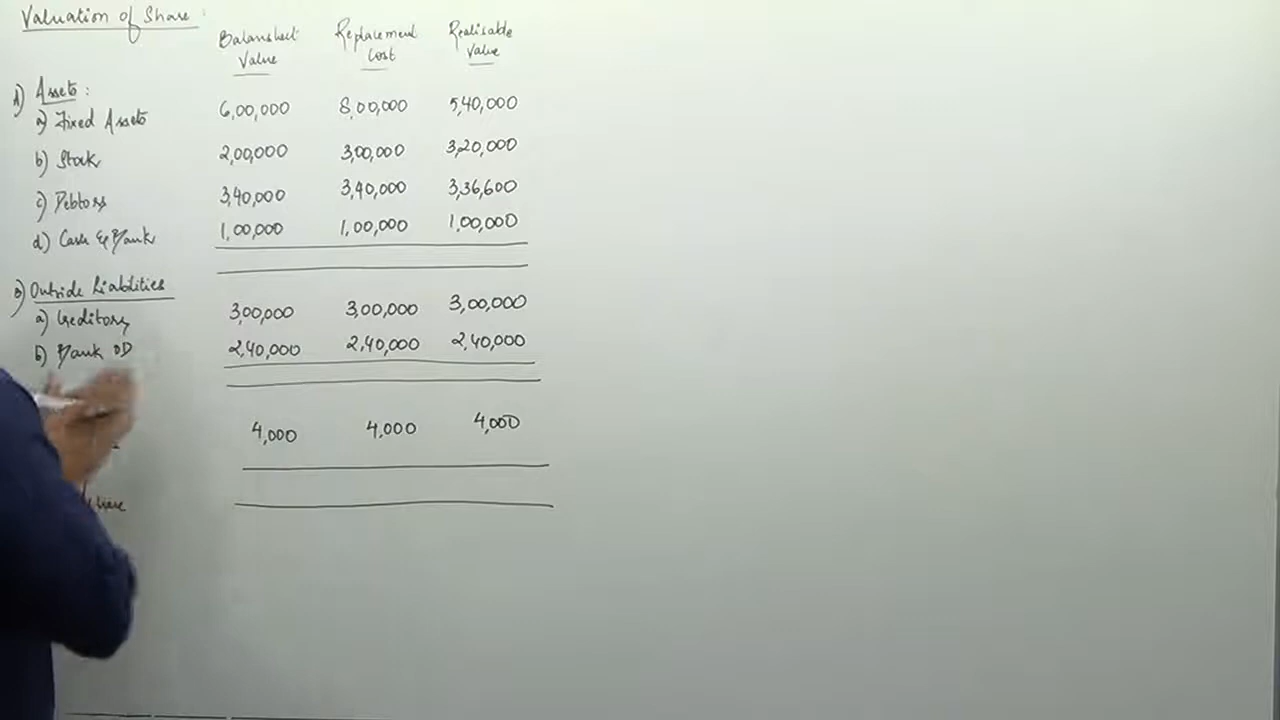 Valuation of Share:
Balansheet Value Replacement Cost Realisable Value
A) Assets:
a) Fixed Assets 6,00,000 8,00,000 5,40,000
b) Stock 2,00,000 3,00,000 3,20,000
c) Debtors 3,40,000 3,40,000 3,36,600
d) Cash & Bank 1,00,000 1,00,000 1,00,000
B) Outside Liabilities
a) Creditors 3,00,000 3,00,000 3,00,000
b) Bank OD 2,40,000 2,40,000 2,40,000
4,000 4,000 4,000